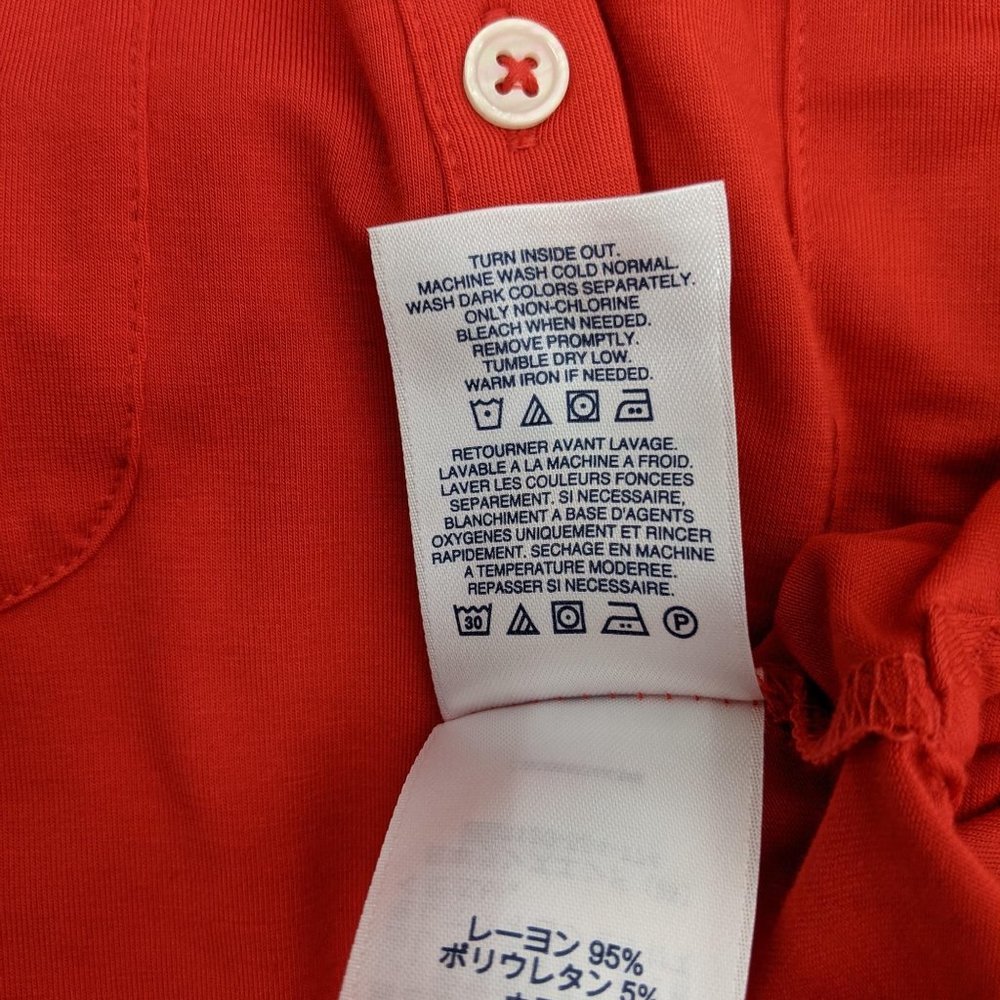 TURN INSIDE OUT.
MACHINE WASH COLD NORMAL.
WASH DARK COLORS SEPARATELY.
ONLY NON-CHLORINE
BLEACH WHEN NEEDED.
REMOVE PROMPTLY.
TUMBLE DRY LOW.
WARM IRON IF NEEDED.
RETOURNER AVANT LAVAGE.
LAVABLE A LA MACHINE A FROID.
LAVER LES COULEURS FONCEES
SEPAREMENT. SI NECESSAIRE,
BLANCHIMENT A BASE D'AGENTS
OXYGENES UNIQUEMENT ET RINCER
RAPIDEMENT. SECHAGE EN MACHINE
A TEMPERATURE MODEREE.
REPASSER SI NECESSAIRE.
30 P
レーヨン 95%
ポリウレタン 5%